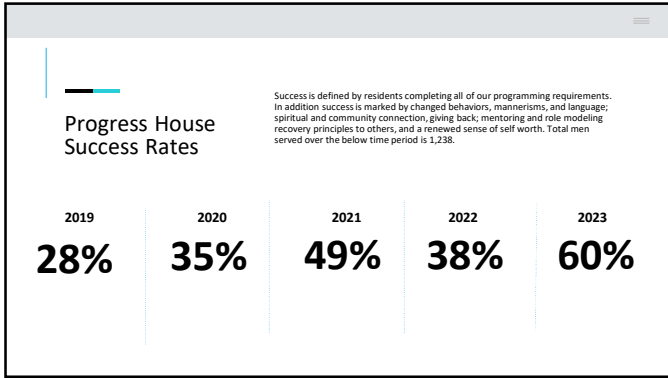 Progress House
Success Rates
Success is defined by residents completing all of our programming requirements.
In addition success is marked by changed behaviors, mannerisms, and language;
spiritual and community connection, giving back; mentoring and role modeling
recovery principles to others, and a renewed sense of self worth. Total men
served over the below time period is 1,238.
2019 2020 2021 2022 2023
28% 35% 49% 38% 60%